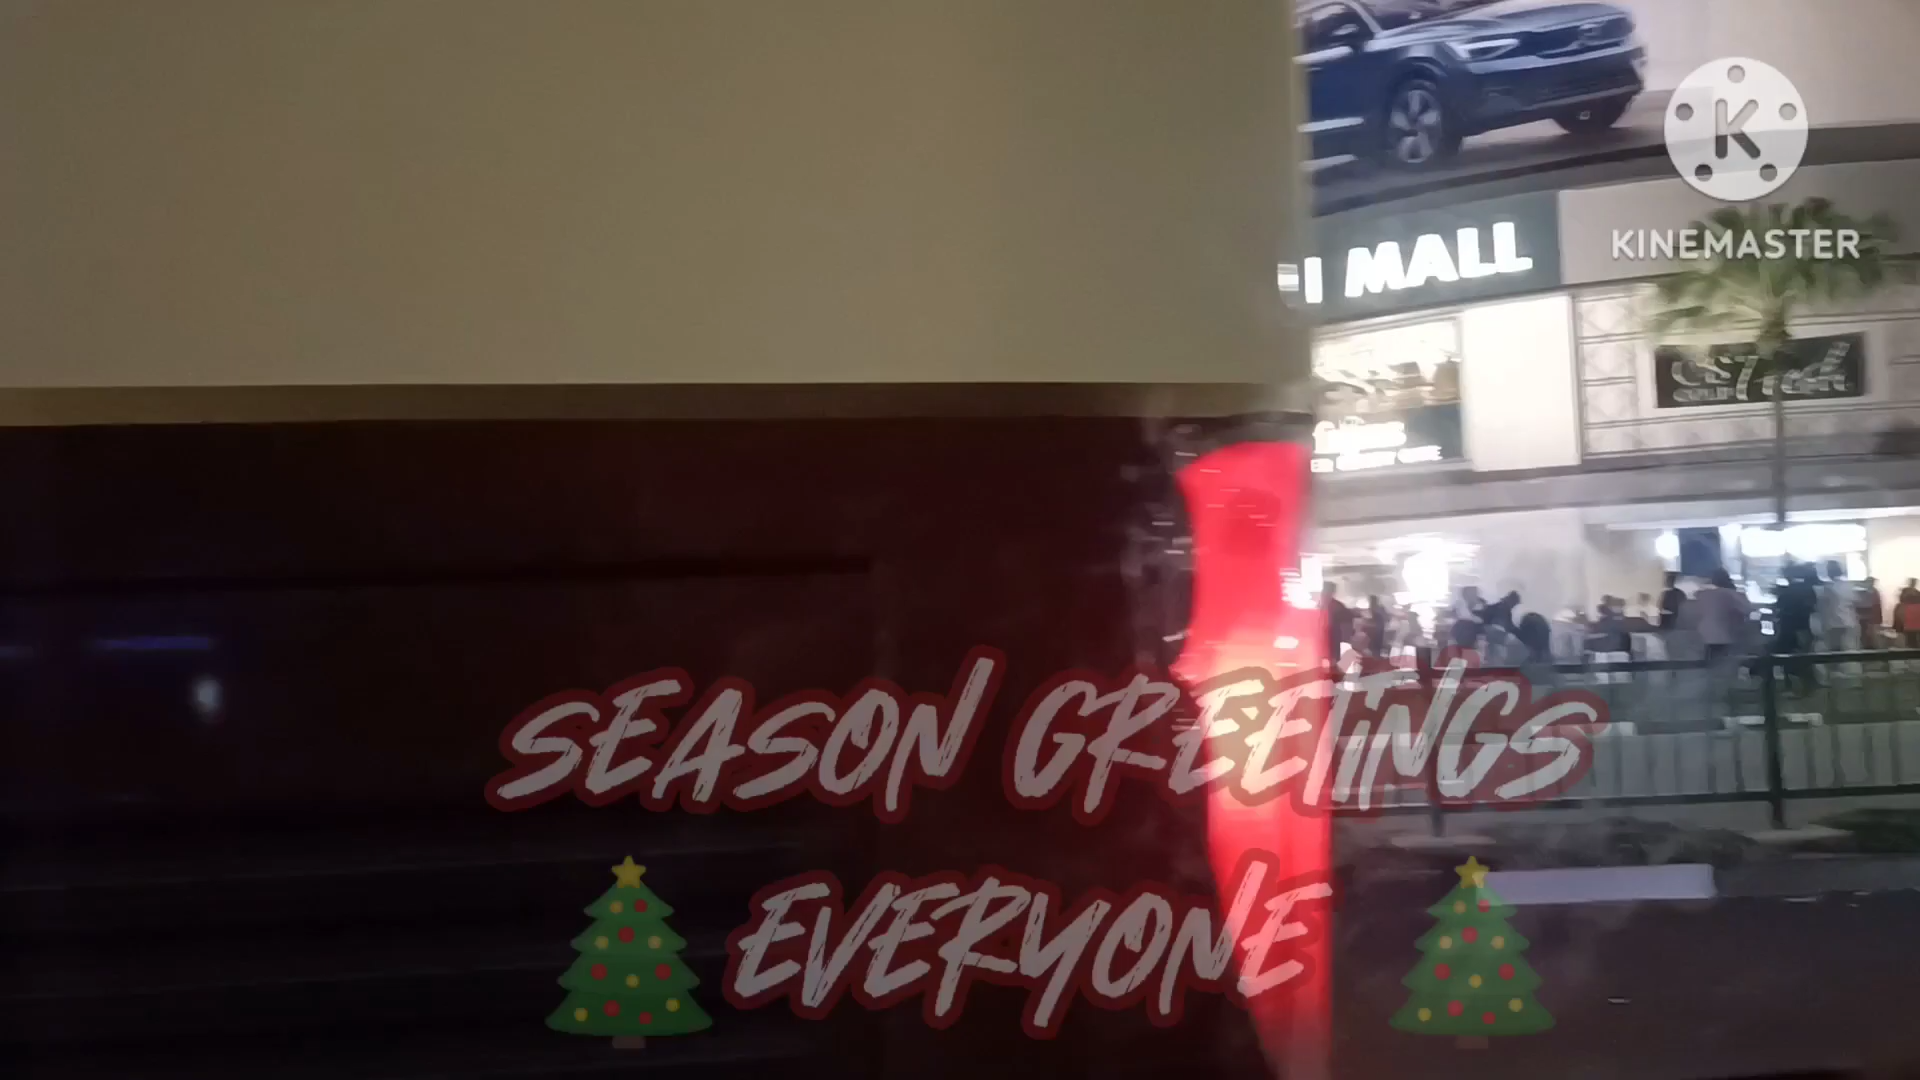 K
KINEMASTER
I MALL
SEASON GREETINGS
EVERYONE